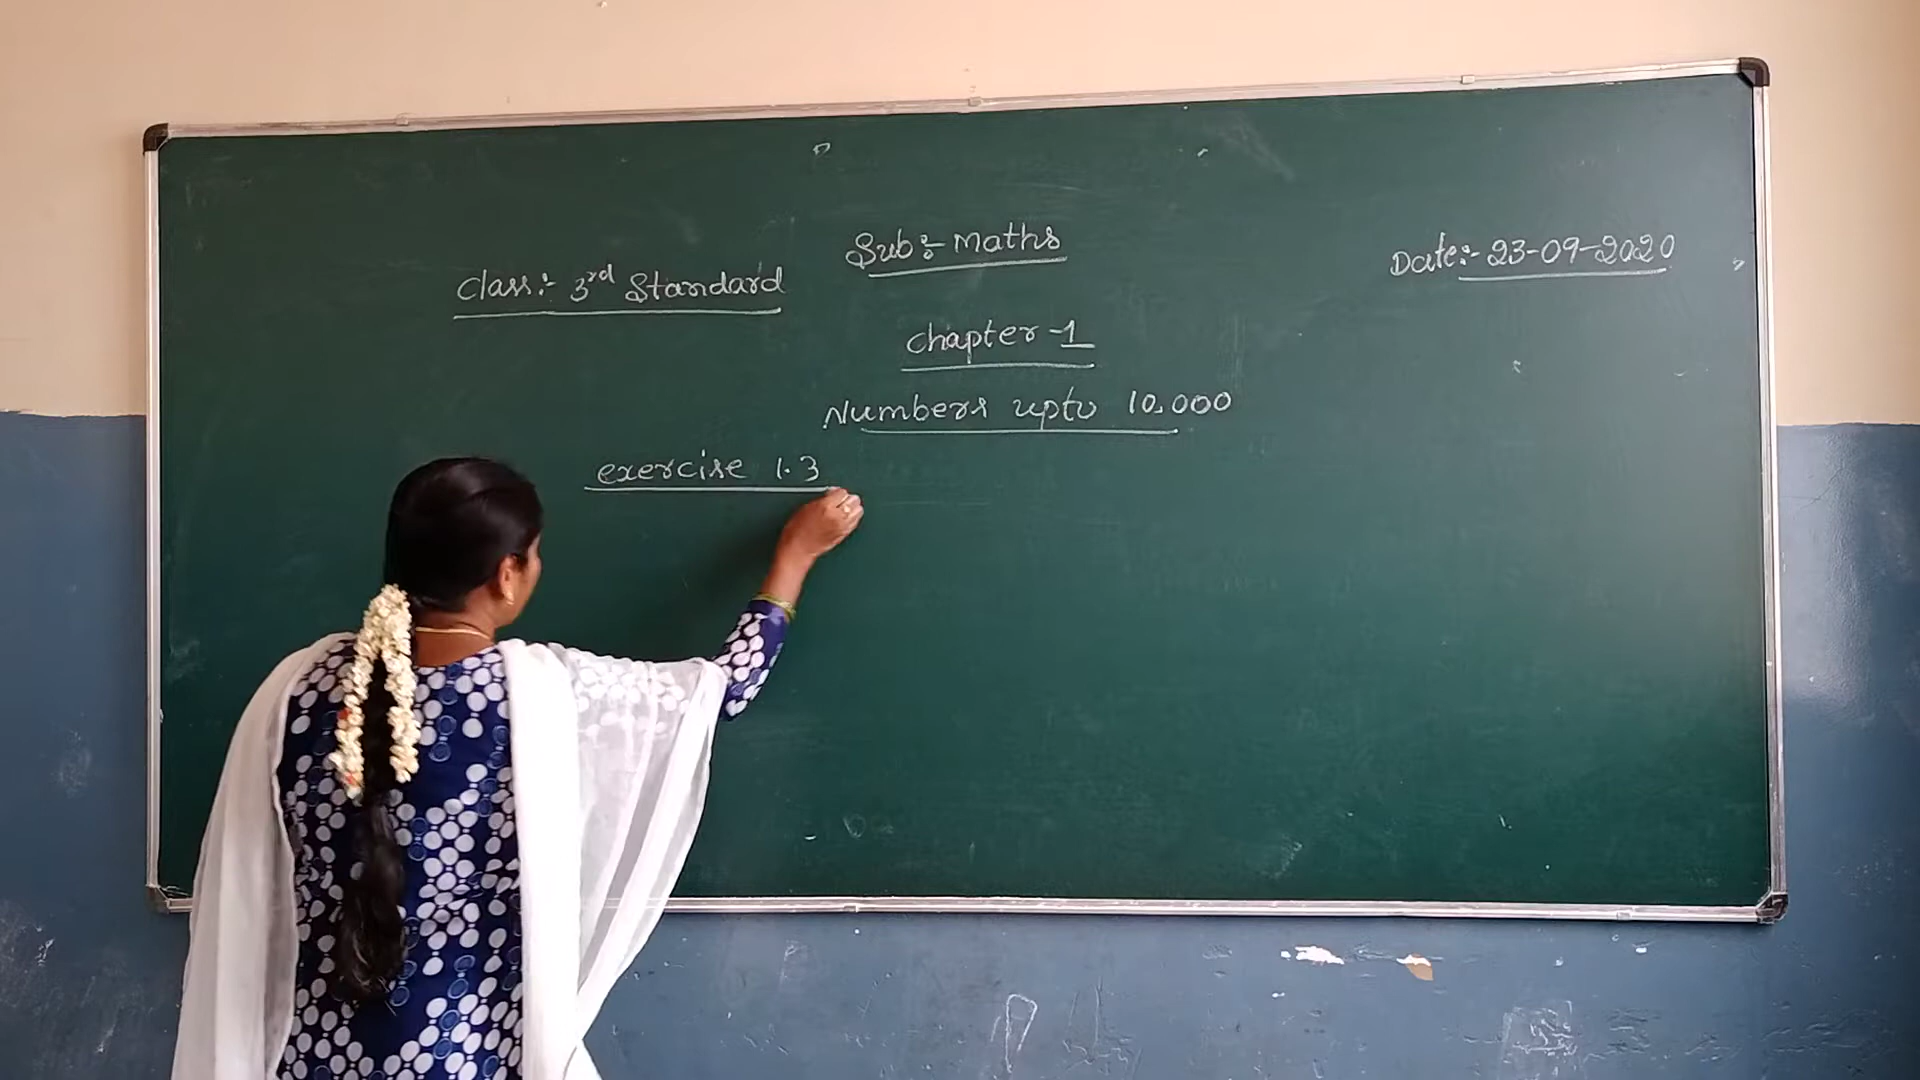 Sub:- Maths
Date:- 23-09-2020
Class:- 3rd Standard
Chapter -1
Numbers upto 10,000
exercise 1.3